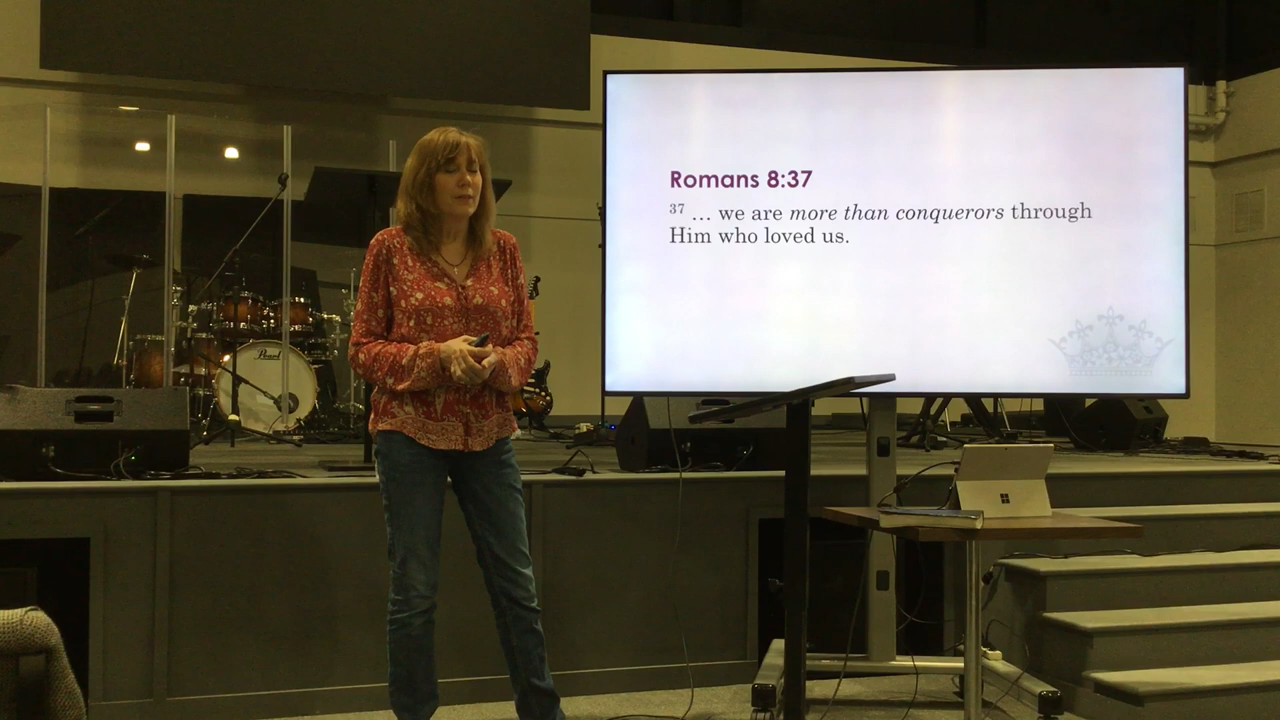 Romans 8:37
37 ... we are more than conquerors through
Him who loved us.
Pearl